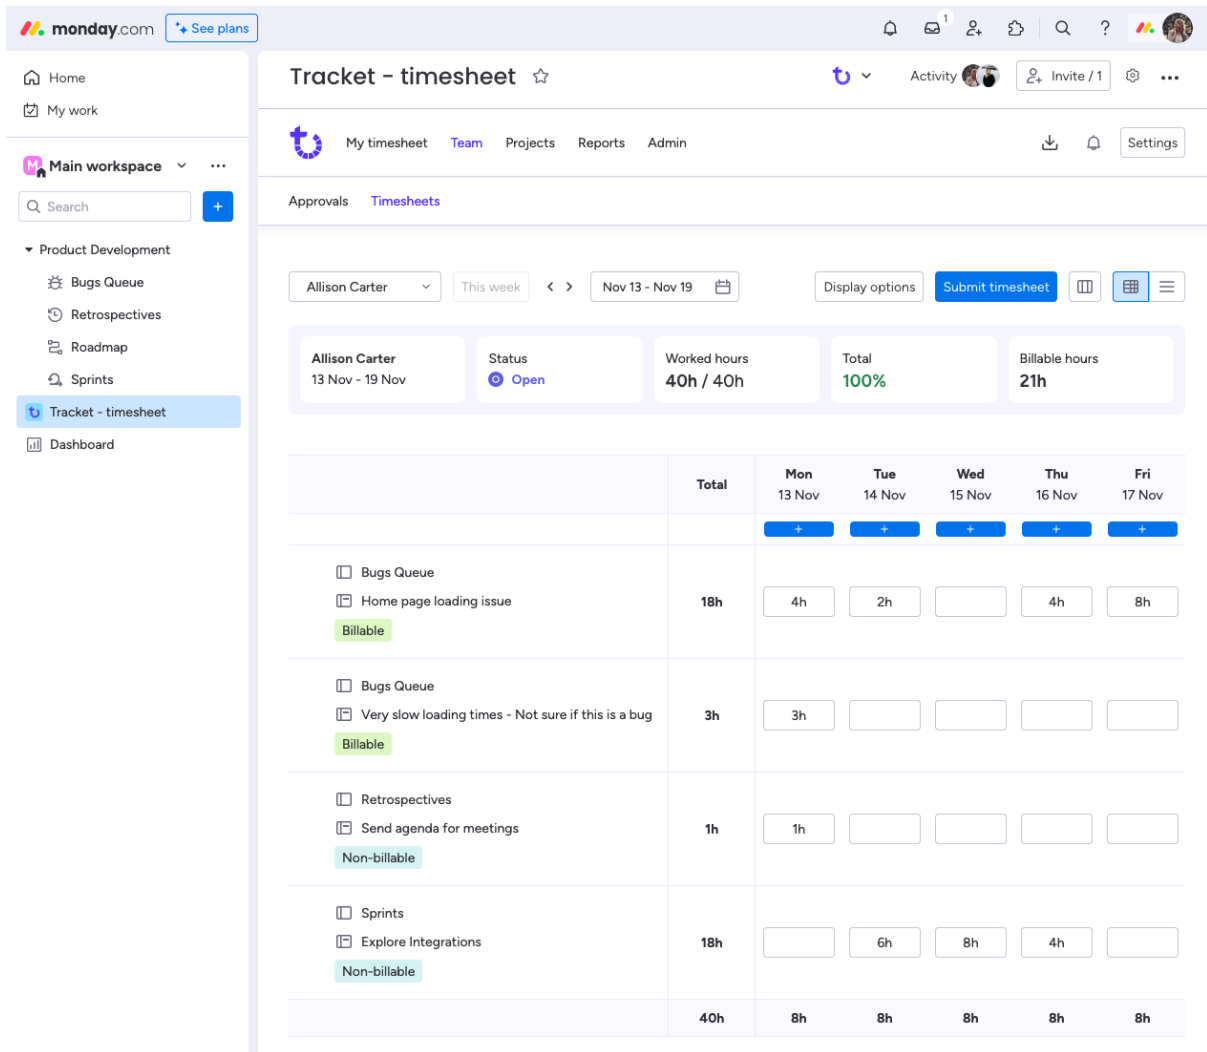 monday.com
See plans
1
Home
My work
M
Main workspace
Search
+
Product Development
Bugs Queue
Retrospectives
Roadmap
Sprints
Tracket - timesheet
Dashboard
Tracket - timesheet
Activity
Invite / 1
My timesheet
Team
Projects
Reports
Admin
Settings
Approvals
Timesheets
Allison Carter
This week
< >
Nov 13 - Nov 19
Display options
Submit timesheet
Allison Carter
13 Nov - 19 Nov
Status
Open
Worked hours
40h / 40h
Total
100%
Billable hours
21h
Total
Mon
13 Nov
Tue
14 Nov
Wed
15 Nov
Thu
16 Nov
Fri
17 Nov
+ + + + +
Bugs Queue
Home page loading issue
Billable
18h 4h 2h 4h 8h
Bugs Queue
Very slow loading times - Not sure if this is a bug
Billable
3h 3h
Retrospectives
Send agenda for meetings
Non-billable
1h 1h
Sprints
Explore Integrations
Non-billable
18h 6h 8h 4h
40h 8h 8h 8h 8h 8h